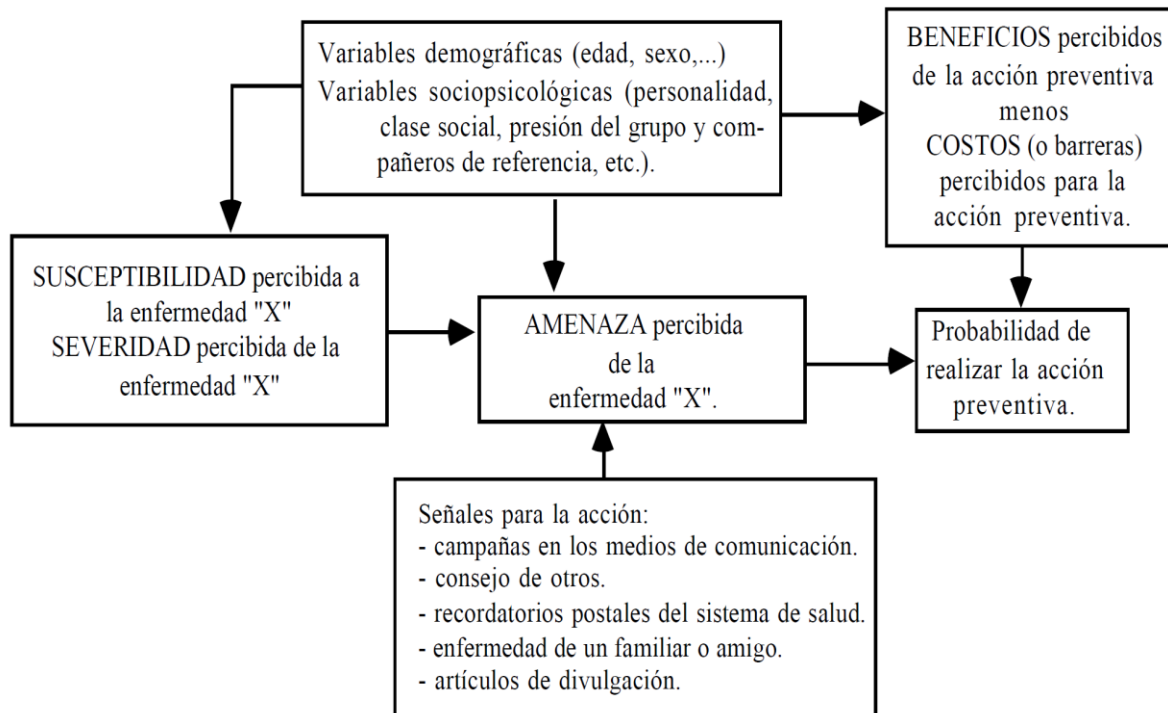 Variables demográficas (edad, sexo,...)
Variables sociopsicológicas (personalidad,
clase social, presión del grupo y com-
pañeros de referencia, etc.).
BENEFICIOS percibidos
de la acción preventiva
menos
COSTOS (o barreras)
percibidos para la
acción preventiva.
SUSCEPTIBILIDAD percibida a
la enfermedad "X"
SEVERIDAD percibida de la
enfermedad "X"
AMENAZA percibida
de la
enfermedad "X".
Probabilidad de
realizar la acción
preventiva.
Señales para la acción:
- campañas en los medios de comunicación.
- consejo de otros.
- recordatorios postales del sistema de salud.
- enfermedad de un familiar o amigo.
- artículos de divulgación.